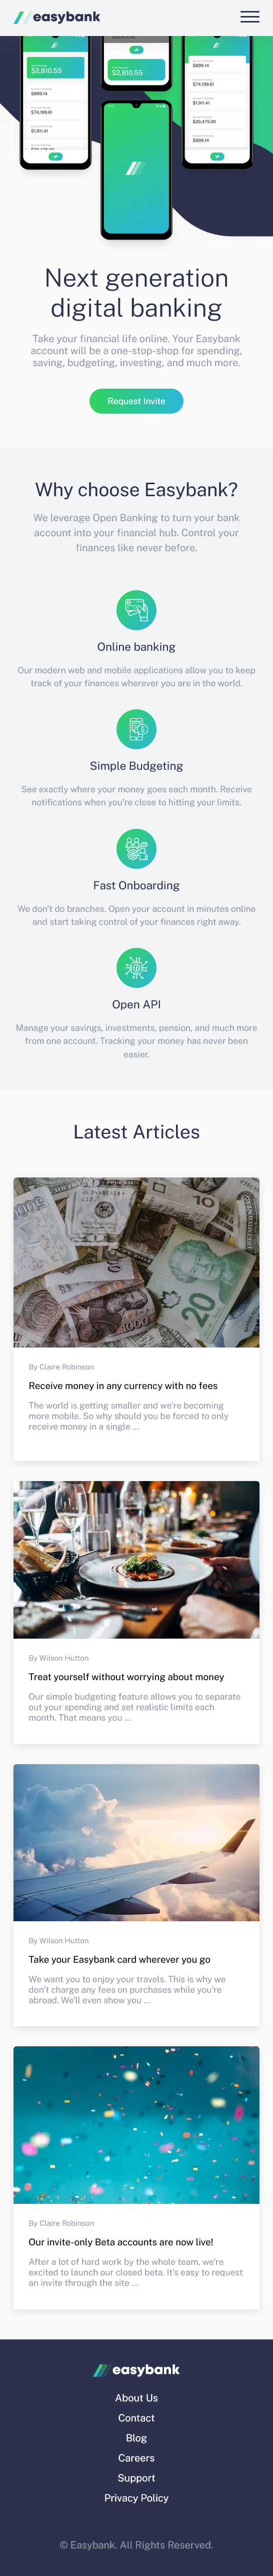 easybank
$2,810.55
$899.14
$74,199.61
$1,911.41
$2,810.55
$899.14
$74,199.61
$1,911.41
$20,475.00
$899.14
Next generation
digital banking
Take your financial life online. Your Easybank
account will be a one-stop-shop for spending,
saving, budgeting, investing, and much more.
Request Invite
Why choose Easybank?
We leverage Open Banking to turn your bank
account into your financial hub. Control your
finances like never before.
Online banking
Our modern web and mobile applications allow you to keep
track of your finances wherever you are in the world.
Simple Budgeting
See exactly where your money goes each month. Receive
notifications when you're close to hitting your limits.
Fast Onboarding
We don't do branches. Open your account in minutes online
and start taking control of your finances right away.
Open API
Manage your savings, investments, pension, and much more
from one account. Tracking your money has never been
easier.
Latest Articles
20
By Claire Robinson
Receive money in any currency with no fees
The world is getting smaller and we're becoming
more mobile. So why should you be forced to only
receive money in a single ...
By Wilson Hutton
Treat yourself without worrying about money
Our simple budgeting feature allows you to separate
out your spending and set realistic limits each
month. That means you ...
By Wilson Hutton
Take your Easybank card wherever you go
We want you to enjoy your travels. This is why we
don't charge any fees on purchases while you're
abroad. We'll even show you ...
By Claire Robinson
Our invite-only Beta accounts are now live!
After a lot of hard work by the whole team, we're
excited to launch our closed beta. It's easy to request
an invite through the site ...
easybank
About Us
Contact
Blog
Careers
Support
Privacy Policy
© Easybank. All Rights Reserved.